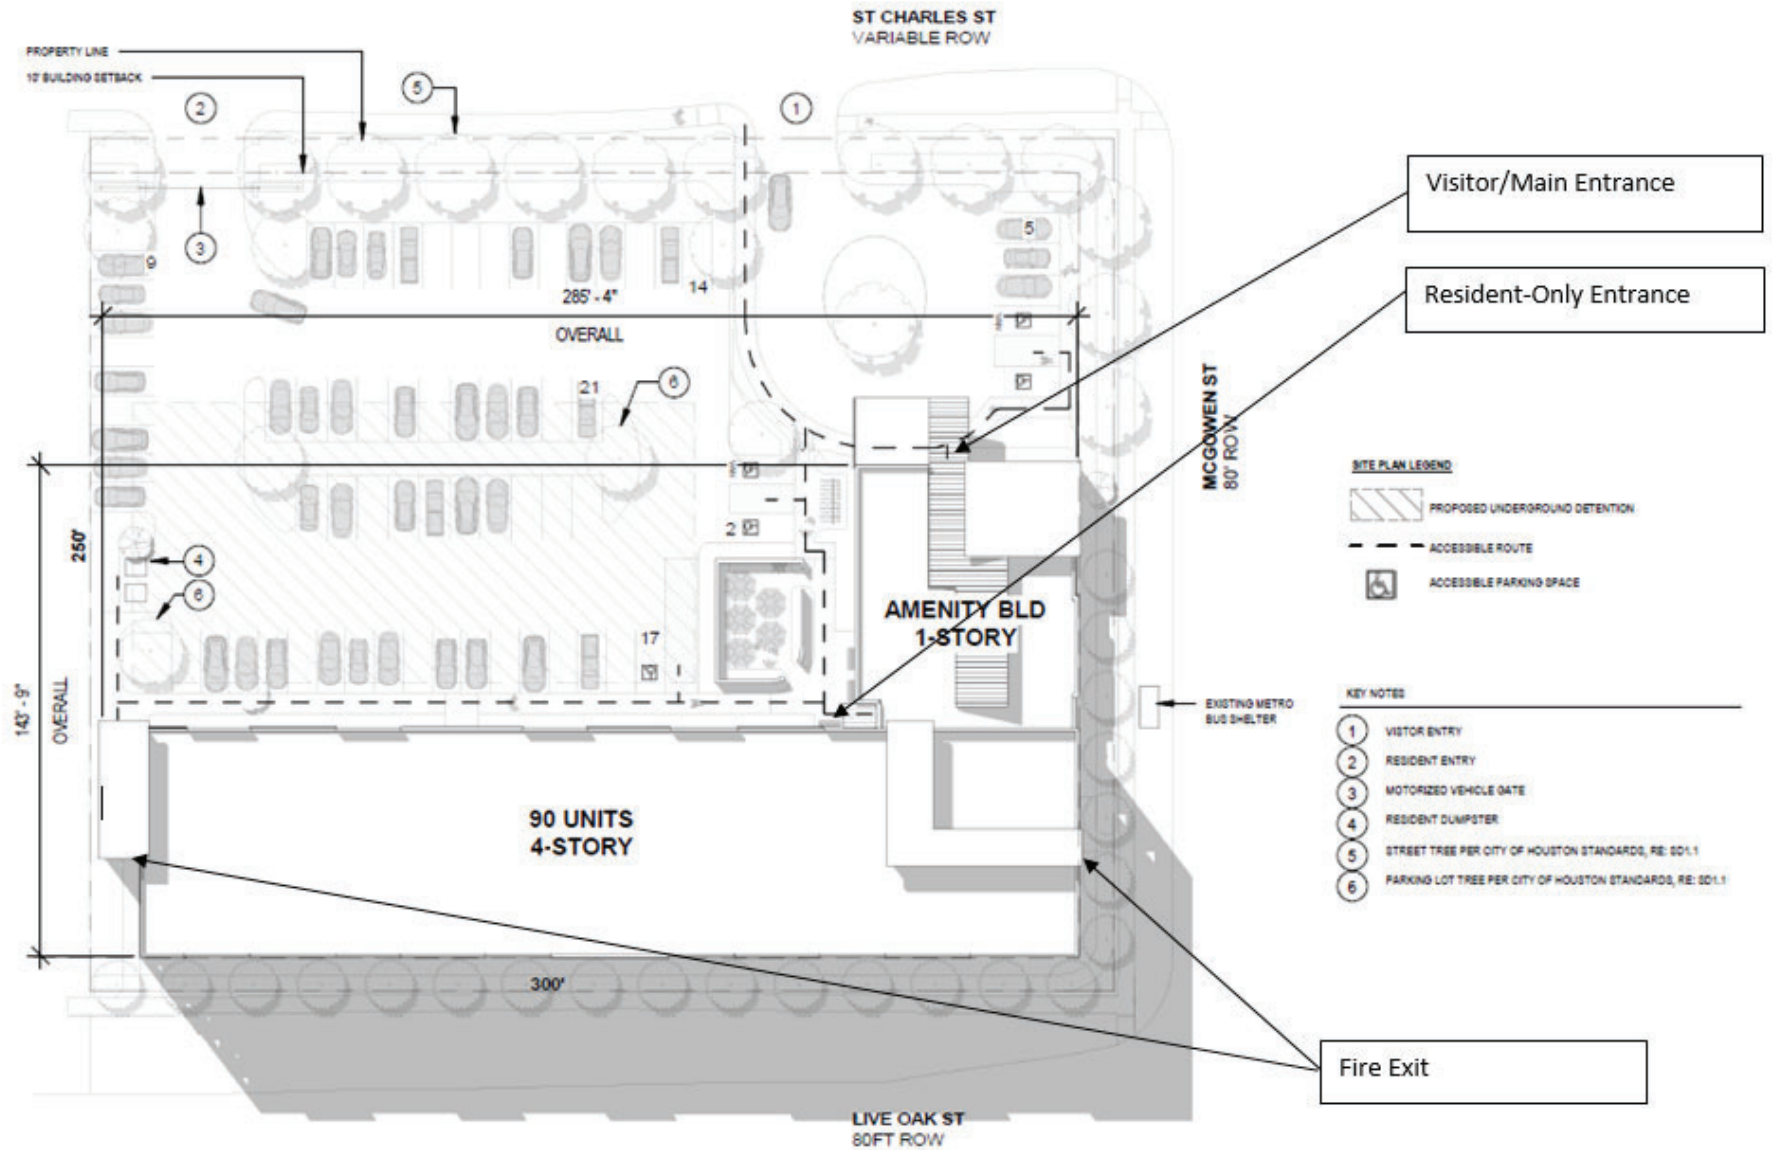 ST CHARLES ST
VARIABLE ROW
PROPERTY LINE
10' BUILDING SETBACK
2
5
1
3
9
5
14
285' - 4"
OVERALL
Visitor/Main Entrance
Resident-Only Entrance
21
6
MCGOWEN ST
80' ROW
2
250'
4
6
17
143' - 9"
OVERALL
AMENITY BLD
1-STORY
90 UNITS
4-STORY
300'
EXISTING METRO
BUS SHELTER
SITE PLAN LEGEND
PROPOSED UNDERGROUND DETENTION
ACCESSIBLE ROUTE
ACCESSIBLE PARKING SPACE
KEY NOTES
1 VISTOR ENTRY
2 RESIDENT ENTRY
3 MOTORIZED VEHICLE GATE
4 RESIDENT DUMPSTER
5 STREET TREE PER CITY OF HOUSTON STANDARDS, RE: SD1.1
6 PARKING LOT TREE PER CITY OF HOUSTON STANDARDS, RE: SD1.1
Fire Exit
LIVE OAK ST
80FT ROW